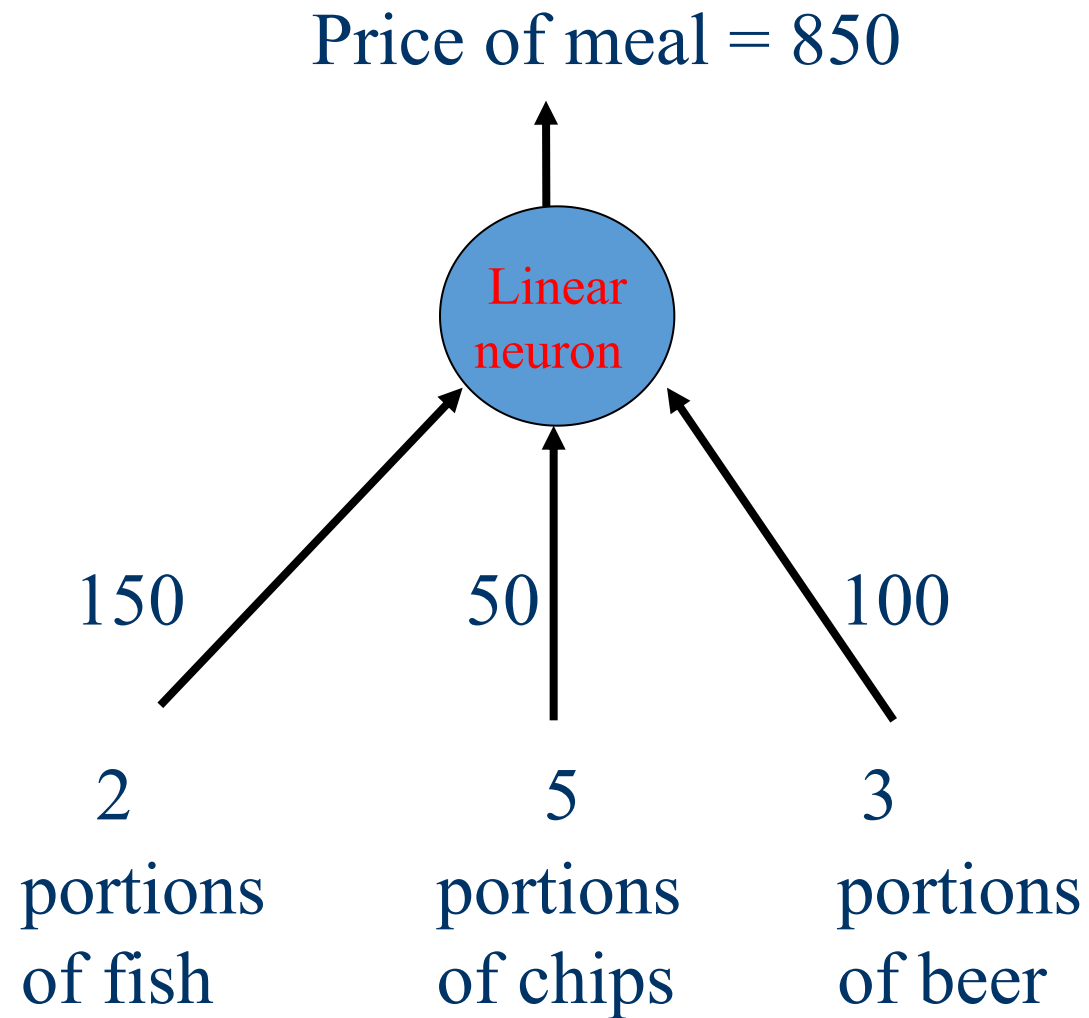 Price of meal = 850
Linear
neuron
150
50
100
2
portions
of fish
5
portions
of chips
3
portions
of beer